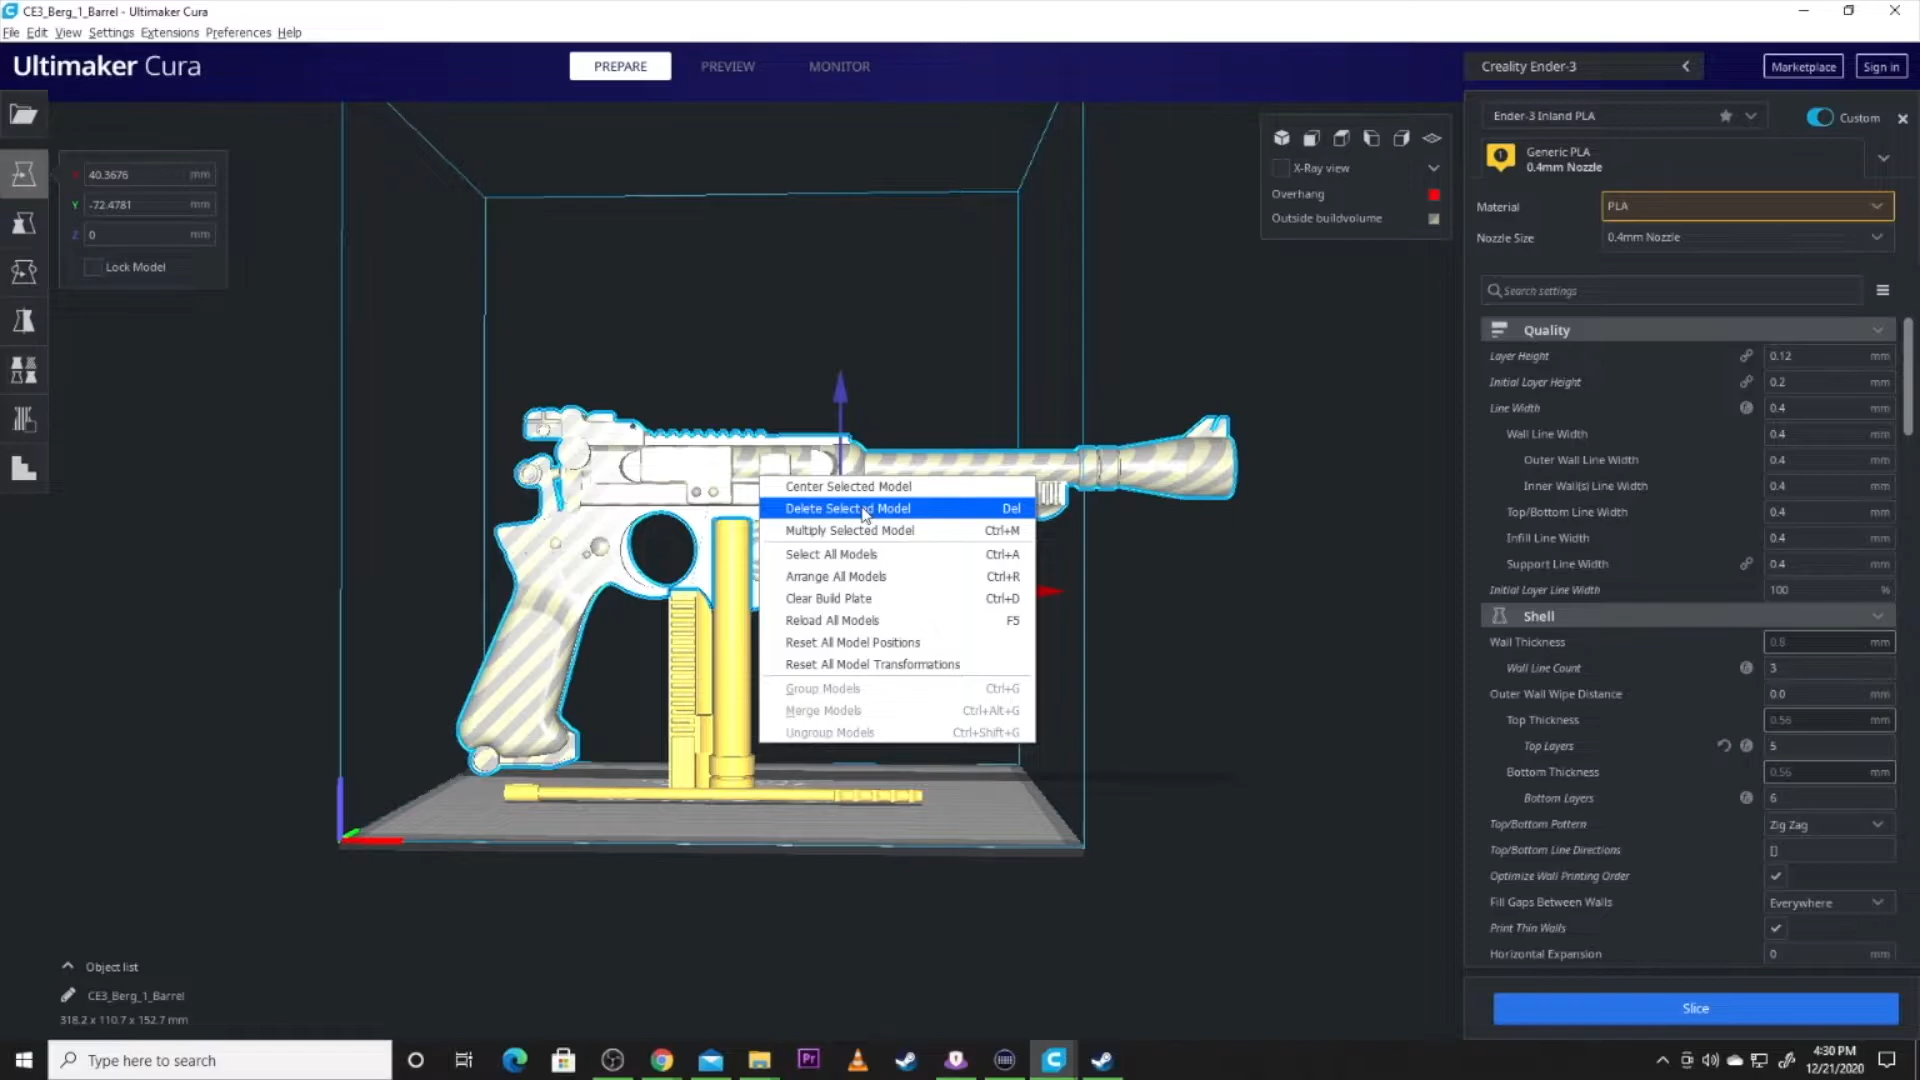 CE3_Berg_1_Barrel - Ultimaker Cura
File Edit View Settings Extensions Preferences Help
Ultimaker Cura
PREPARE
PREVIEW
MONITOR
Creality Ender-3
Marketplace
Sign in
X 40.3676 mm
Y -72.4781 mm
Z 0 mm
Lock Model
X-Ray view
Overhang
Outside buildvolume
Ender-3 Inland PLA
Custom
1
Generic PLA
0.4mm Nozzle
Material PLA
Nozzle Size 0.4mm Nozzle
Search settings
Quality
Layer Height 0.12 mm
Initial Layer Height 0.2 mm
Line Width 0.4 mm
Wall Line Width 0.4 mm
Outer Wall Line Width 0.4 mm
Inner Wall(s) Line Width 0.4 mm
Top/Bottom Line Width 0.4 mm
Infill Line Width 0.4 mm
Support Line Width 0.4 mm
Initial Layer Line Width 100 %
Shell
Wall Thickness 0.8 mm
Wall Line Count 3
Outer Wall Wipe Distance 0.0 mm
Top Thickness 0.56 mm
Top Layers 5
Bottom Thickness 0.56 mm
Bottom Layers 6
Top/Bottom Pattern Zig Zag
Top/Bottom Line Directions []
Optimize Wall Printing Order
Fill Gaps Between Walls Everywhere
Print Thin Walls
Horizontal Expansion 0 mm
Slice
Center Selected Model
Delete Selected Model Del
Multiply Selected Model Ctrl+M
Select All Models Ctrl+A
Arrange All Models Ctrl+R
Clear Build Plate Ctrl+D
Reload All Models F5
Reset All Model Positions
Reset All Model Transformations
Group Models Ctrl+G
Merge Models Ctrl+Alt+G
Ungroup Models Ctrl+Shift+G
Object list
CE3_Berg_1_Barrel
318.2 x 110.7 x 152.7 mm
Type here to search
Pr
4:30 PM
12/21/2020